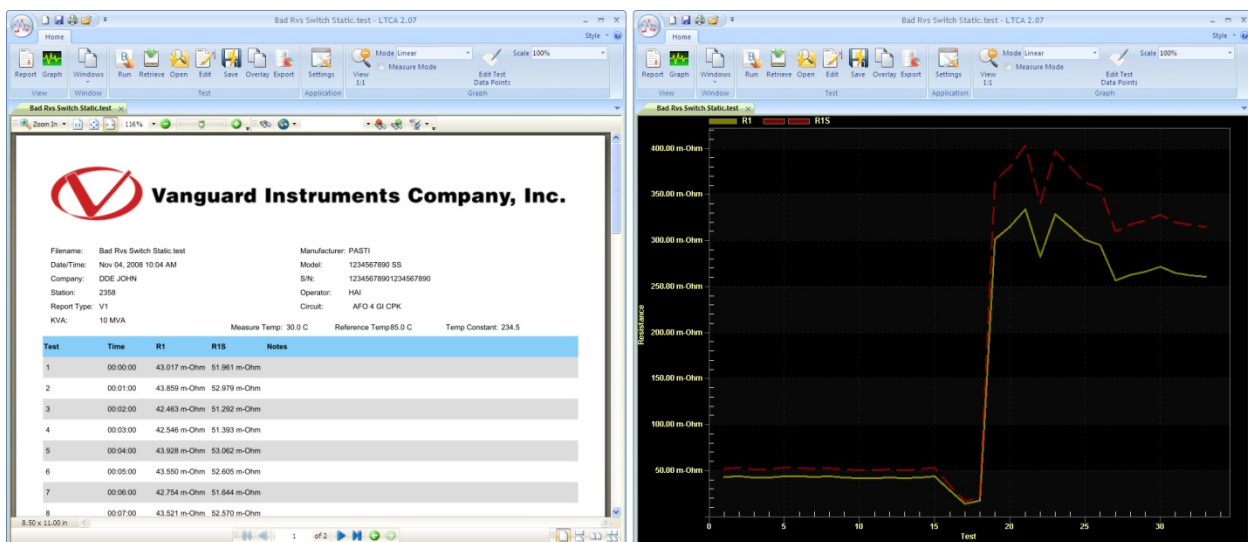 Bad Rvs Switch Static.test - LTCA 2.07
Home
Style
Report Graph Windows Run Retrieve Open Edit Save Overlay Export Settings View 1:1 Mode Linear Measure Mode Edit Test Data Points Scale 100%
View Window Test Application Graph
Bad Rvs Switch Static.test
Zoom In 116%
Vanguard Instruments Company, Inc.
Filename: Bad Rvs Switch Static.test Manufacturer: PASTI
Date/Time: Nov 04, 2008 10:04 AM Model: 1234567890 SS
Company: DDE JOHN S/N: 12345678901234567890
Station: 2358 Operator: HAI
Report Type: V1 Circuit: AFO 4 GI CPK
KVA: 10 MVA
Measure Temp: 30.0 C Reference Temp85.0 C Temp Constant: 234.5
Test Time R1 R1S Notes
1 00:00:00 43.017 m-Ohm 51.961 m-Ohm
2 00:01:00 43.859 m-Ohm 52.979 m-Ohm
3 00:02:00 42.463 m-Ohm 51.292 m-Ohm
4 00:03:00 42.546 m-Ohm 51.393 m-Ohm
5 00:04:00 43.928 m-Ohm 53.062 m-Ohm
6 00:05:00 43.550 m-Ohm 52.605 m-Ohm
7 00:06:00 42.754 m-Ohm 51.644 m-Ohm
8 00:07:00 43.521 m-Ohm 52.570 m-Ohm
8.50 x 11.00 in
1 of 2
Bad Rvs Switch Static.test - LTCA 2.07
Home
Style
Report Graph Windows Run Retrieve Open Edit Save Overlay Export Settings View 1:1 Mode Linear Measure Mode Edit Test Data Points Scale 100%
View Window Test Application Graph
Bad Rvs Switch Static.test
R1 R1S
400.00 m-Ohm
350.00 m-Ohm
300.00 m-Ohm
250.00 m-Ohm
200.00 m-Ohm
150.00 m-Ohm
100.00 m-Ohm
50.00 m-Ohm
Resistance
0 5 10 15 20 25 30
Test